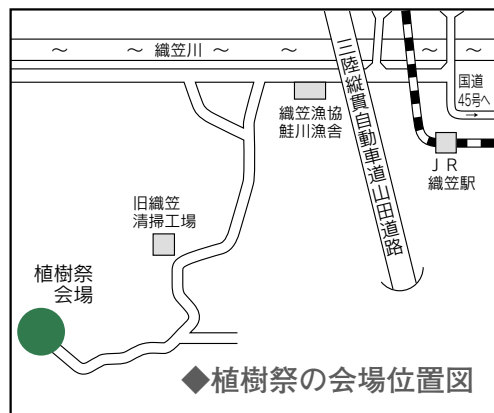 ～ ～ 織笠川 ～ ～ ～ ～
三陸縦貫自動車道山田道路
国道
45号へ
→
織笠漁協
鮭川漁舎
ＪＲ
織笠駅
旧織笠
清掃工場
植樹祭
会場
◆植樹祭の会場位置図